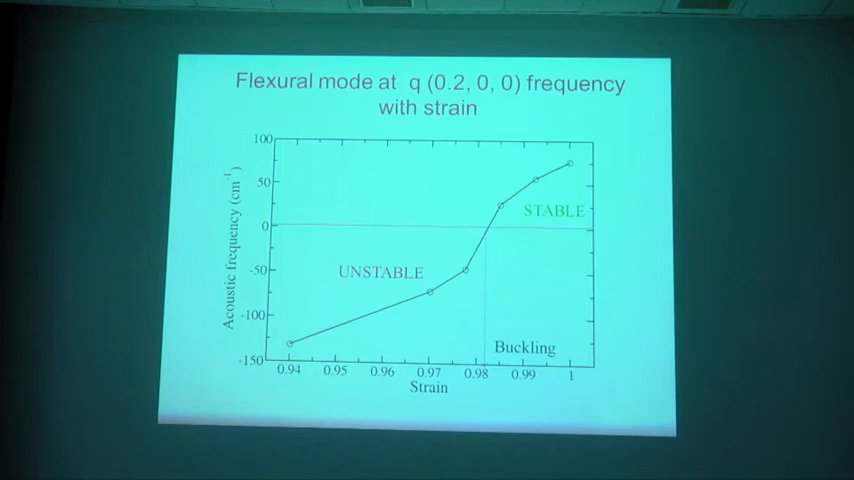 Flexural mode at q (0.2, 0, 0) frequency
with strain
100
50
0
-50
-100
-150
Acoustic frequency (cm⁻¹)
STABLE
UNSTABLE
Buckling
0.94 0.95 0.96 0.97 0.98 0.99 1
Strain